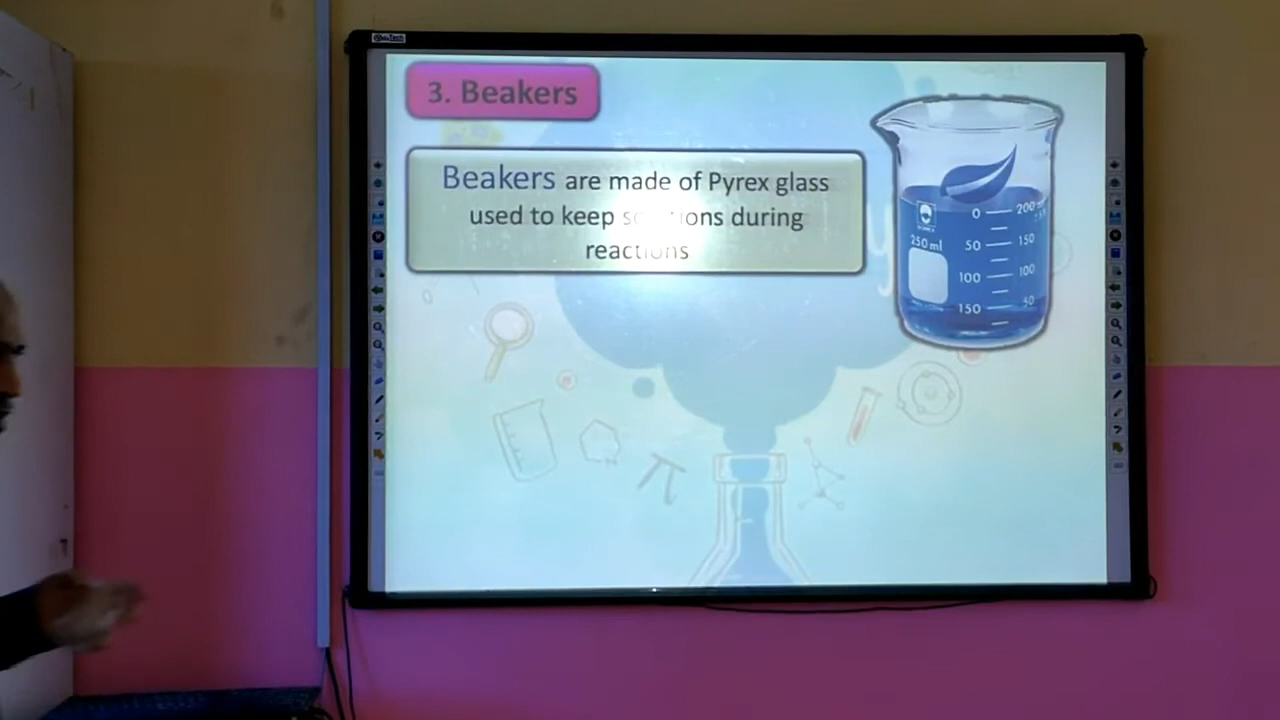 3. Beakers
Beakers are made of Pyrex glass
used to keep solutions during
reactions
250 ml
0 200
50 150
100 100
150 50